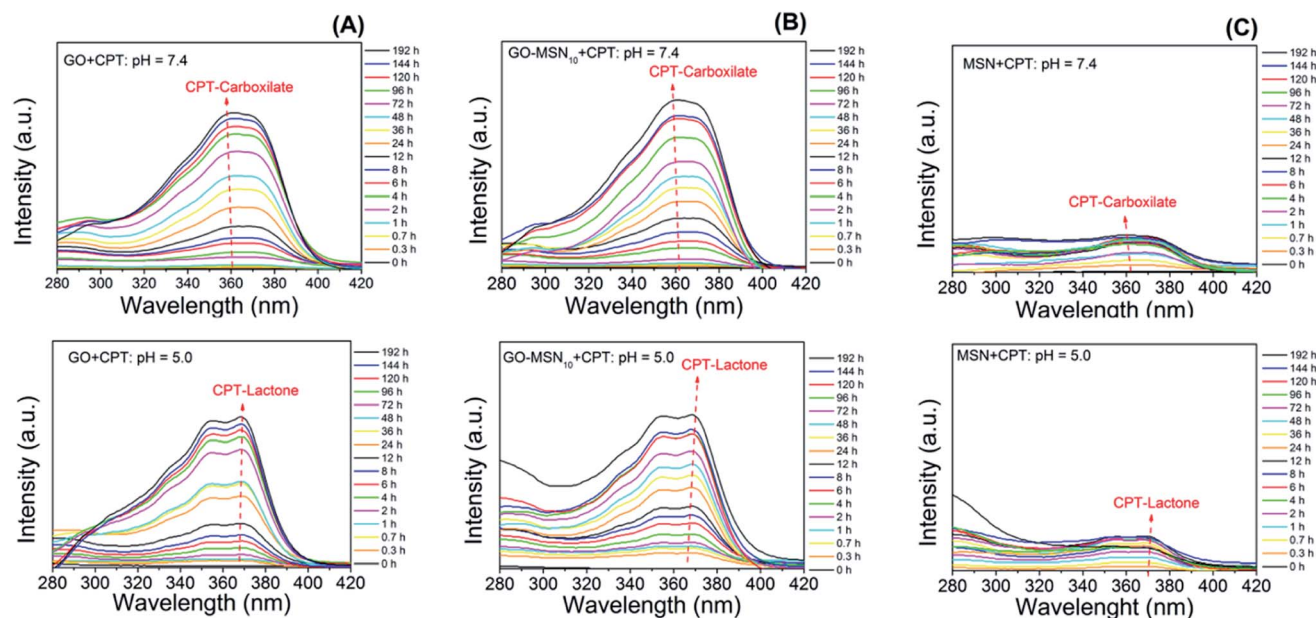 (A)
GO+CPT: pH = 7.4
CPT-Carboxilate
Intensity (a.u.)
280 300 320 340 360 380 400 420
Wavelength (nm)
192 h
144 h
120 h
96 h
72 h
48 h
36 h
24 h
12 h
8 h
6 h
4 h
2 h
1 h
0.7 h
0.3 h
0 h
(B)
GO-MSN₁₀+CPT: pH = 7.4
CPT-Carboxilate
Intensity (a.u.)
280 300 320 340 360 380 400 420
Wavelength (nm)
192 h
144 h
120 h
96 h
72 h
48 h
36 h
24 h
12 h
8 h
6 h
4 h
2 h
1 h
0.7 h
0.3 h
0 h
(C)
MSN+CPT: pH = 7.4
CPT-Carboxilate
Intensity (a.u.)
280 300 320 340 360 380 400 420
Wavelength (nm)
192 h
144 h
120 h
96 h
72 h
48 h
36 h
24 h
12 h
8 h
6 h
4 h
2 h
1 h
0.7 h
0.3 h
0 h
GO+CPT: pH = 5.0
CPT-Lactone
Intensity (a.u.)
280 300 320 340 360 380 400 420
Wavelength (nm)
192 h
144 h
120 h
96 h
72 h
48 h
36 h
24 h
12 h
8 h
6 h
4 h
2 h
1 h
0.7 h
0.3 h
0 h
GO-MSN₁₀+CPT: pH = 5.0
CPT-Lactone
Intensity (a.u.)
280 300 320 340 360 380 400 420
Wavelength (nm)
192 h
144 h
120 h
96 h
72 h
48 h
36 h
24 h
12 h
8 h
6 h
4 h
2 h
1 h
0.7 h
0.3 h
0 h
MSN+CPT: pH = 5.0
CPT-Lactone
Intensity (a.u.)
280 300 320 340 360 380 400 420
Wavelenght (nm)
192 h
144 h
120 h
96 h
72 h
48 h
36 h
24 h
12 h
8 h
6 h
4 h
2 h
1 h
0.7 h
0.3 h
0 h